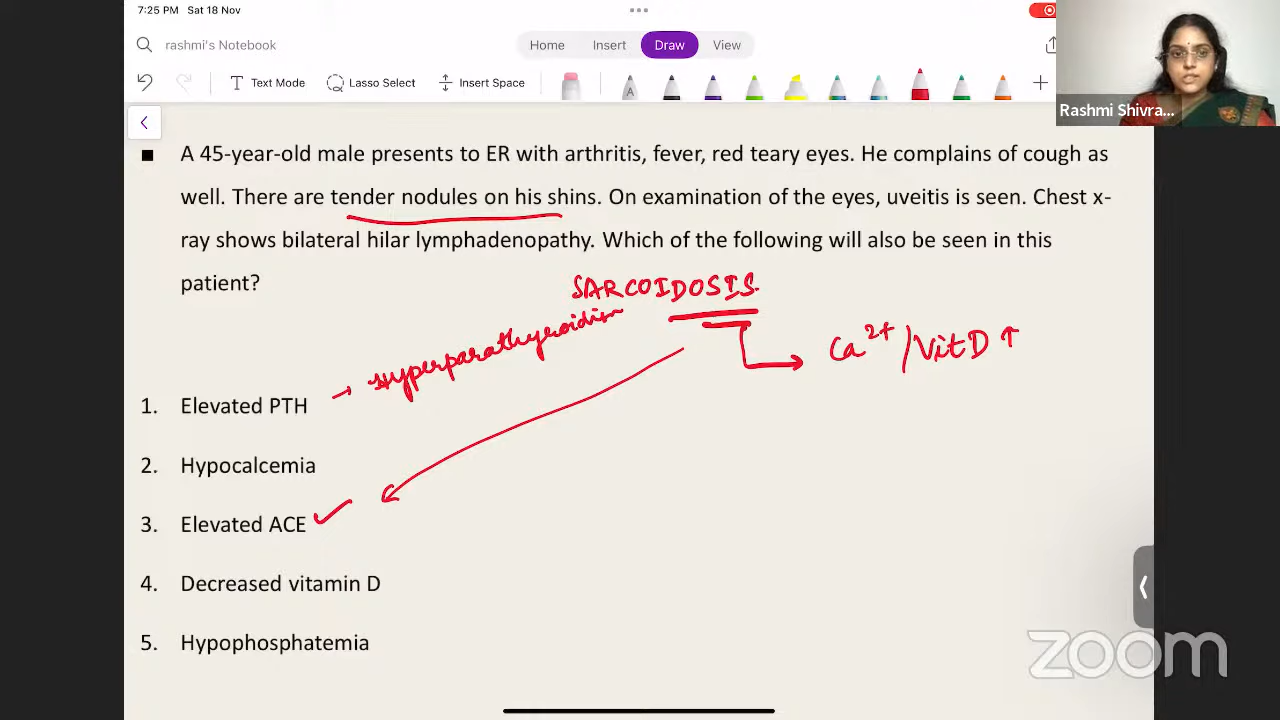 7:25 PM Sat 18 Nov
rashmi's Notebook
Home Insert Draw View
Text Mode Lasso Select Insert Space
A
Rashmi Shivra...
A 45-year-old male presents to ER with arthritis, fever, red teary eyes. He complains of cough as
well. There are tender nodules on his shins. On examination of the eyes, uveitis is seen. Chest x-
ray shows bilateral hilar lymphadenopathy. Which of the following will also be seen in this
patient?
SARCOIDOSIS
Ca2+/VitD ↑
Hyperparathyroidism
1. Elevated PTH
2. Hypocalcemia
3. Elevated ACE
4. Decreased vitamin D
5. Hypophosphatemia
zoom